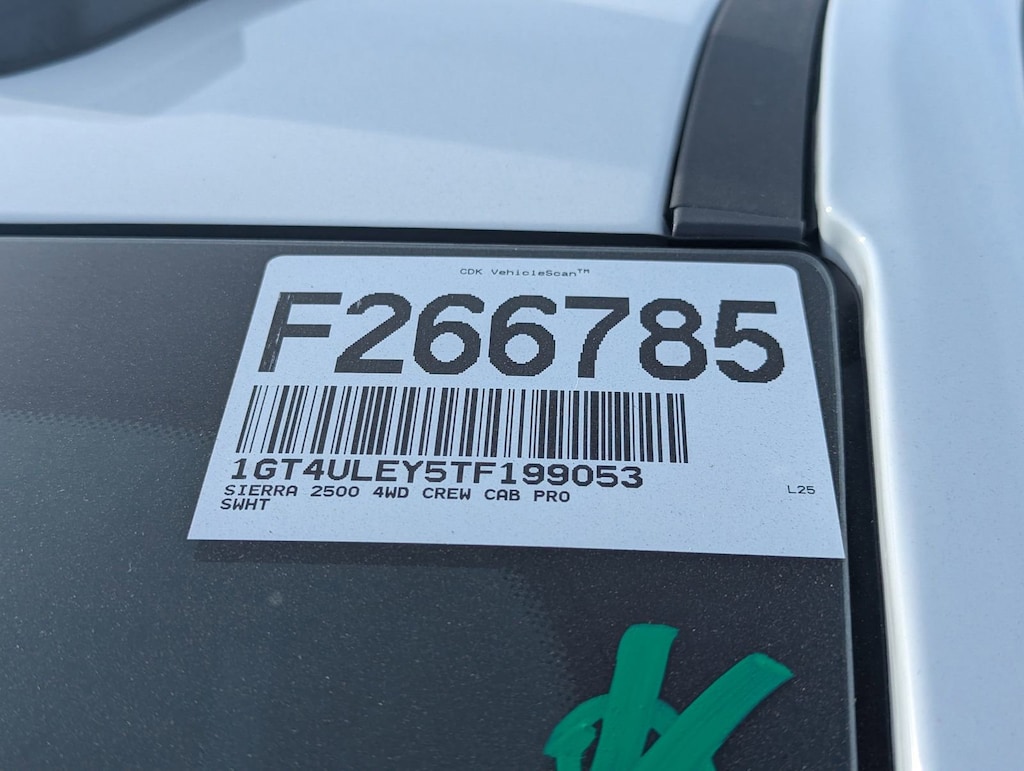 CDK VehicleScan™
F266785
1GT4ULEY5TF199053
SIERRA 2500 4WD CREW CAB PRO
L25
SWHT